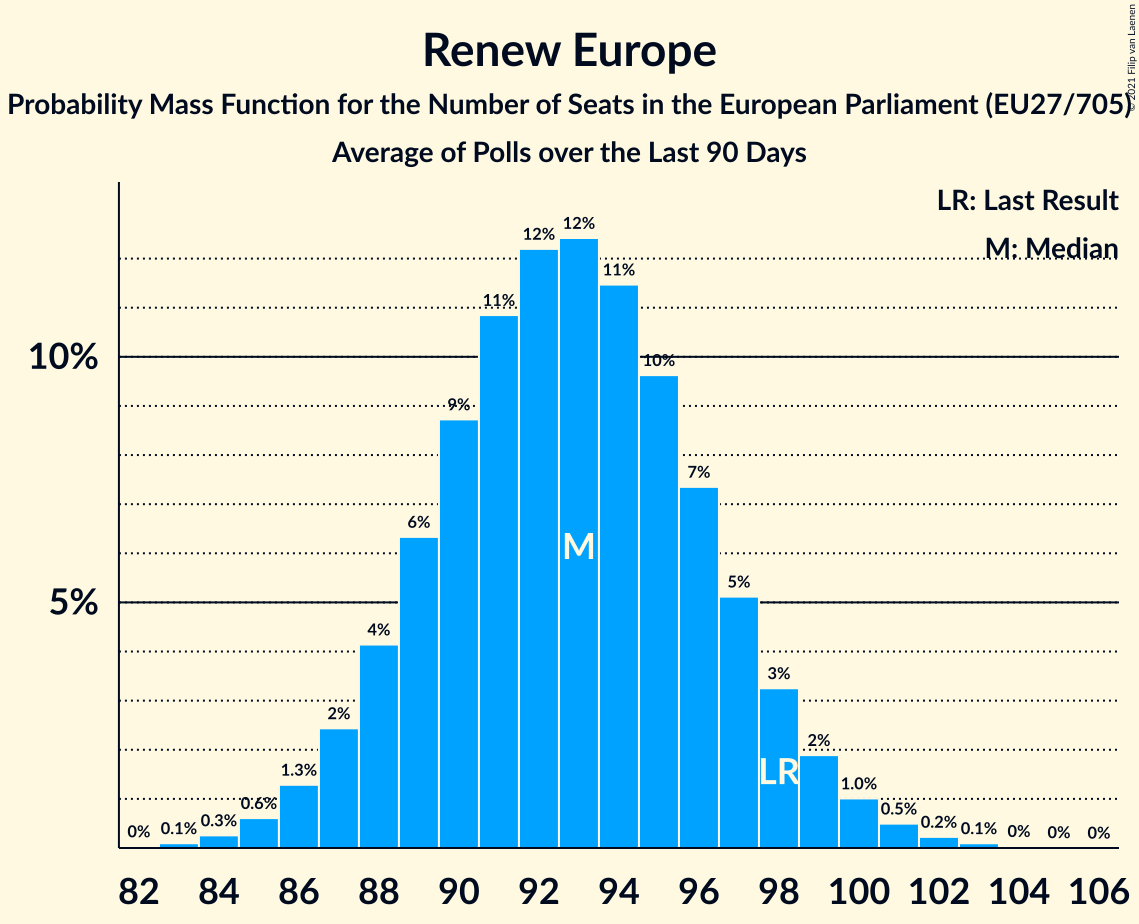 Renew Europe
Probability Mass Function for the Number of Seats in the European Parliament (EU27/705)
Average of Polls over the Last 90 Days
© 2021 Filip van Laenen
LR: Last Result
M: Median
10%
5%
0% 0.1% 0.3% 0.6% 1.3% 2% 4% 6% 9% 11% 12% 12% 11% 10% 7% 5% 3% 2% 1.0% 0.5% 0.2% 0.1% 0% 0% 0%
M
LR
82 84 86 88 90 92 94 96 98 100 102 104 106